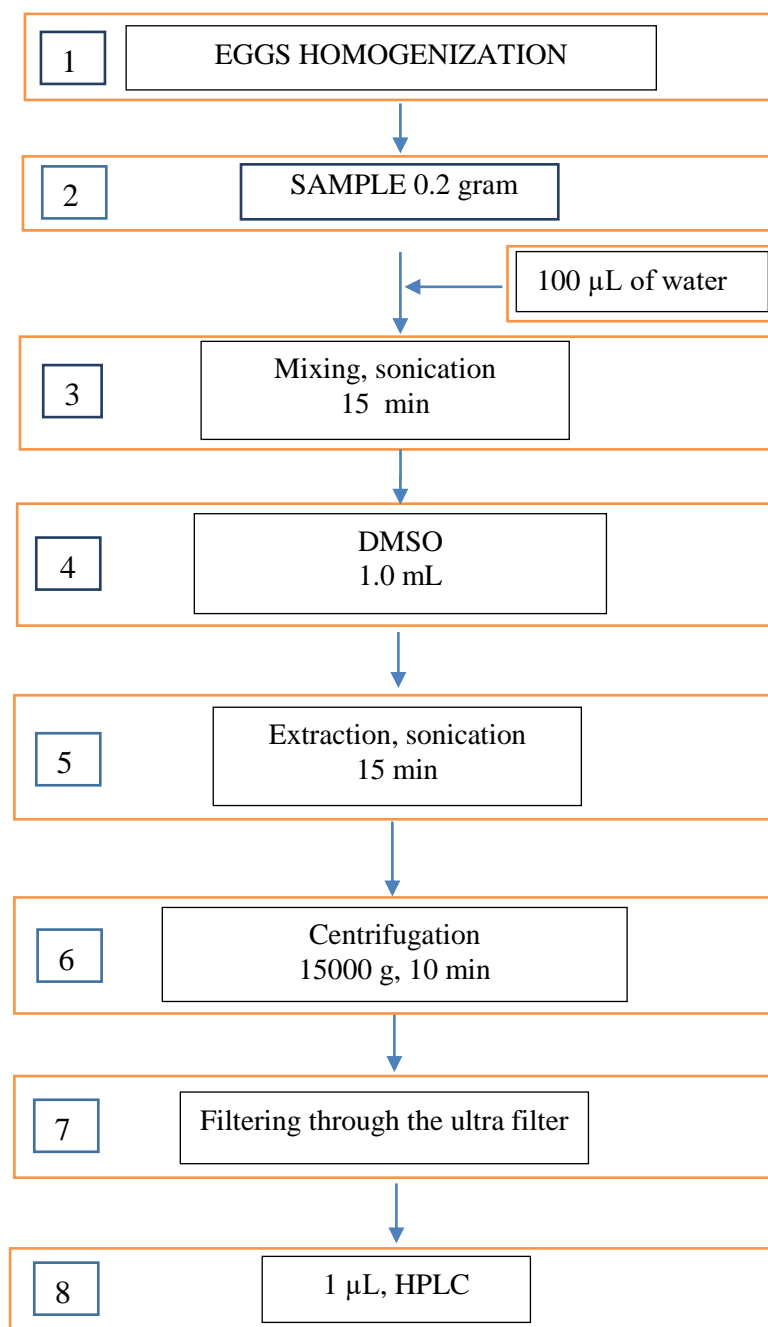 1
EGGS HOMOGENIZATION
2
SAMPLE 0.2 gram
100 µL of water
3
Mixing, sonication
15 min
4
DMSO
1.0 mL
5
Extraction, sonication
15 min
6
Centrifugation
15000 g, 10 min
7
Filtering through the ultra filter
8
1 µL, HPLC